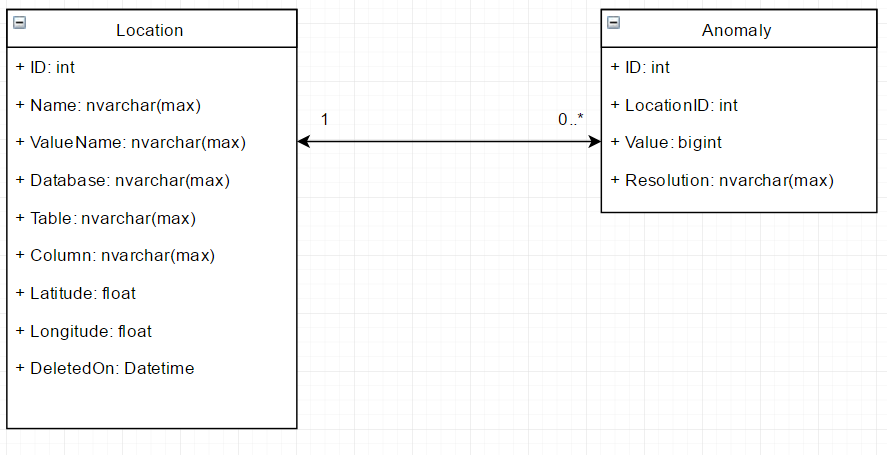 Location
+ ID: int
+ Name: nvarchar(max)
+ ValueName: nvarchar(max)
+ Database: nvarchar(max)
+ Table: nvarchar(max)
+ Column: nvarchar(max)
+ Latitude: float
+ Longitude: float
+ DeletedOn: Datetime
1
0..*
Anomaly
+ ID: int
+ LocationID: int
+ Value: bigint
+ Resolution: nvarchar(max)